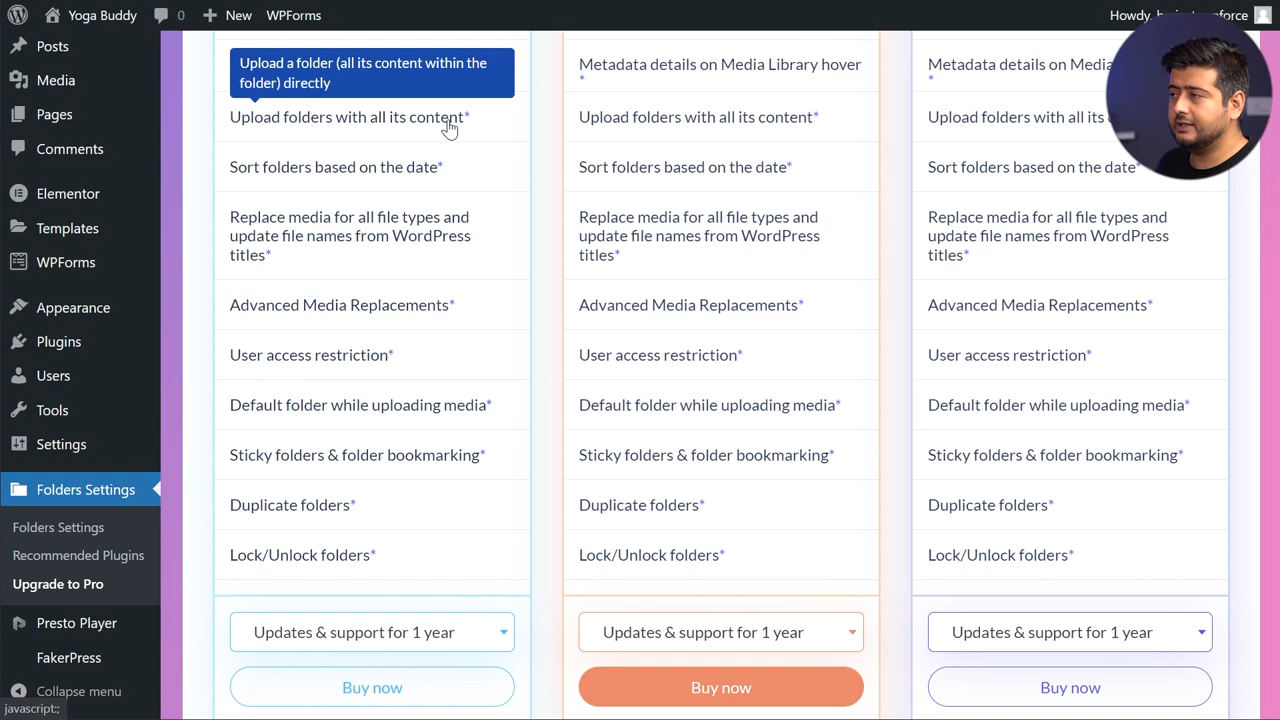 Yoga Buddy
0
New
WPForms
Howdy,
Posts
Media
Pages
Comments
Elementor
Templates
WPForms
Appearance
Plugins
Users
Tools
Settings
Folders Settings
Folders Settings
Recommended Plugins
Upgrade to Pro
Presto Player
FakerPress
Collapse menu
javascript:;
Upload a folder (all its content within the
folder) directly
Upload folders with all its content*
Sort folders based on the date*
Replace media for all file types and
update file names from WordPress
titles*
Advanced Media Replacements*
User access restriction*
Default folder while uploading media*
Sticky folders & folder bookmarking*
Duplicate folders*
Lock/Unlock folders*
Updates & support for 1 year
Buy now
Metadata details on Media Library hover
*
Upload folders with all its content*
Sort folders based on the date*
Replace media for all file types and
update file names from WordPress
titles*
Advanced Media Replacements*
User access restriction*
Default folder while uploading media*
Sticky folders & folder bookmarking*
Duplicate folders*
Lock/Unlock folders*
Updates & support for 1 year
Buy now
Metadata details on Media
*
Upload folders with all its
Sort folders based on the date*
Replace media for all file types and
update file names from WordPress
titles*
Advanced Media Replacements*
User access restriction*
Default folder while uploading media*
Sticky folders & folder bookmarking*
Duplicate folders*
Lock/Unlock folders*
Updates & support for 1 year
Buy now